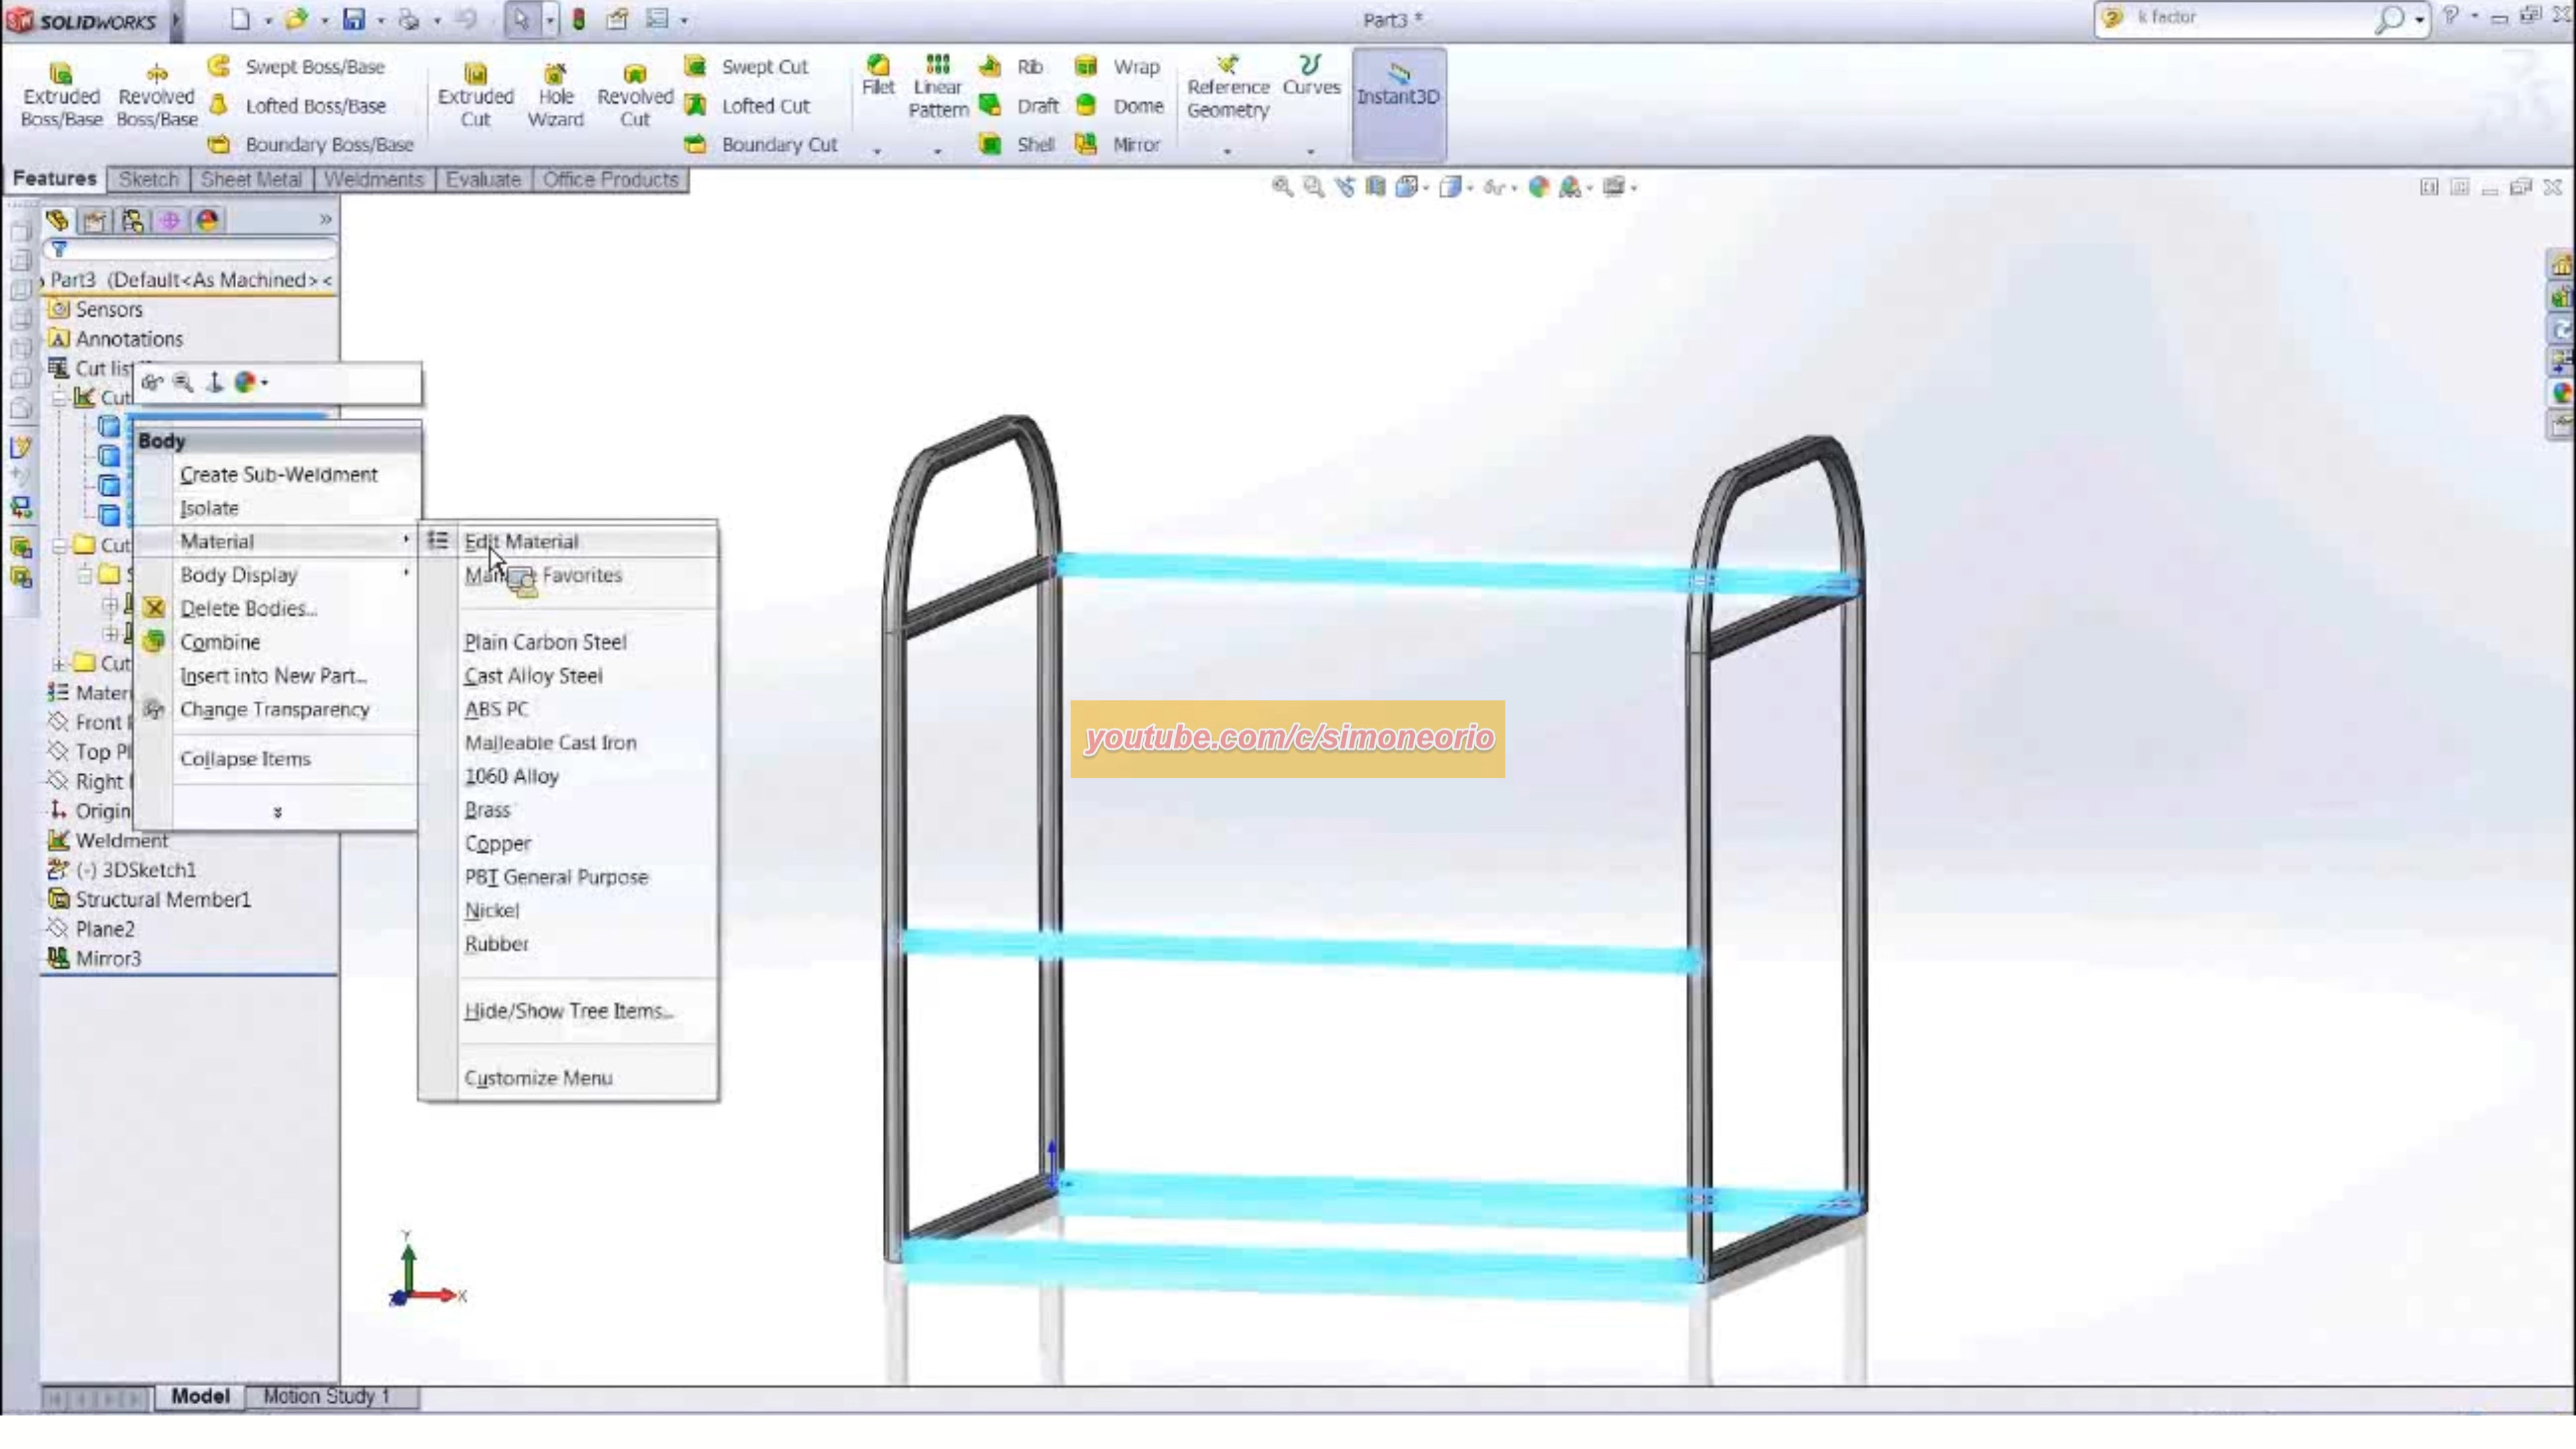 SOLIDWORKS
Part3 *
k factor
Extruded Boss/Base
Revolved Boss/Base
Swept Boss/Base
Lofted Boss/Base
Boundary Boss/Base
Extruded Cut
Hole Wizard
Revolved Cut
Swept Cut
Lofted Cut
Boundary Cut
Fillet
Linear Pattern
Rib
Draft
Shell
Wrap
Dome
Mirror
Reference Geometry
Curves
Instant3D
Features
Sketch
Sheet Metal
Weldments
Evaluate
Office Products
Part3 (Default<As Machined><
Sensors
Annotations
Cut lis
Cut
Cut
Cut
Materi
Front
Top Pl
Right
Origin
Weldment
(-) 3DSketch1
Structural Member1
Plane2
Mirror3
Body
Create Sub-Weldment
Isolate
Material
Body Display
Delete Bodies...
Combine
Insert into New Part...
Change Transparency
Collapse Items
Edit Material
Favorites
Plain Carbon Steel
Cast Alloy Steel
ABS PC
Malleable Cast Iron
1060 Alloy
Brass
Copper
PBT General Purpose
Nickel
Rubber
Hide/Show Tree Items...
Customize Menu
youtube.com/c/simoneorio
Y
X
Model
Motion Study 1